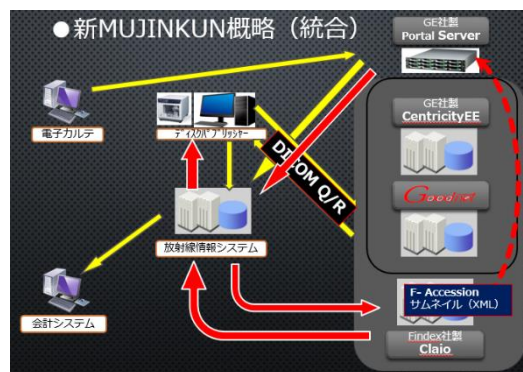 ●新MUJINKUN概略（統合）
GE社製
Portal Server
電子カルテ
ﾃﾞｨｽｸﾊﾟﾌﾞﾘｯｼｬｰ
GE社製
CentricityEE
DICOM Q/R
Goodnet
放射線情報システム
F- Accession
サムネイル（XML）
会計システム
Findex社製
Claio